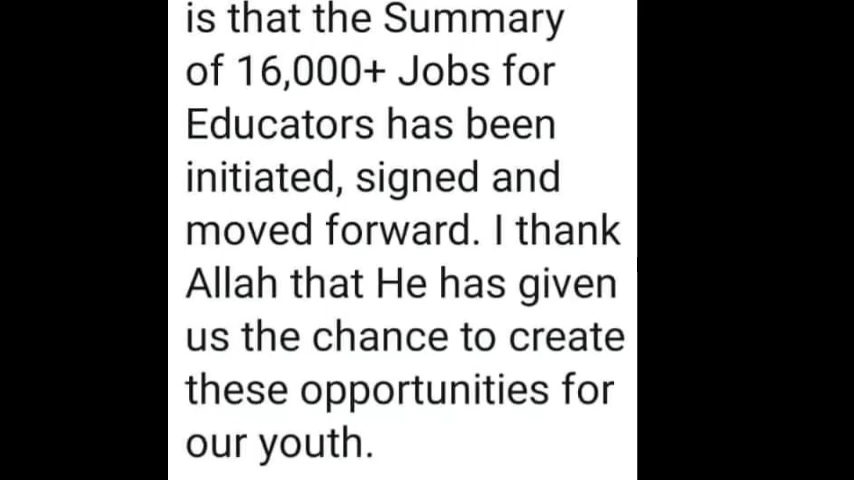 is that the Summary
of 16,000+ Jobs for
Educators has been
initiated, signed and
moved forward. I thank
Allah that He has given
us the chance to create
these opportunities for
our youth.